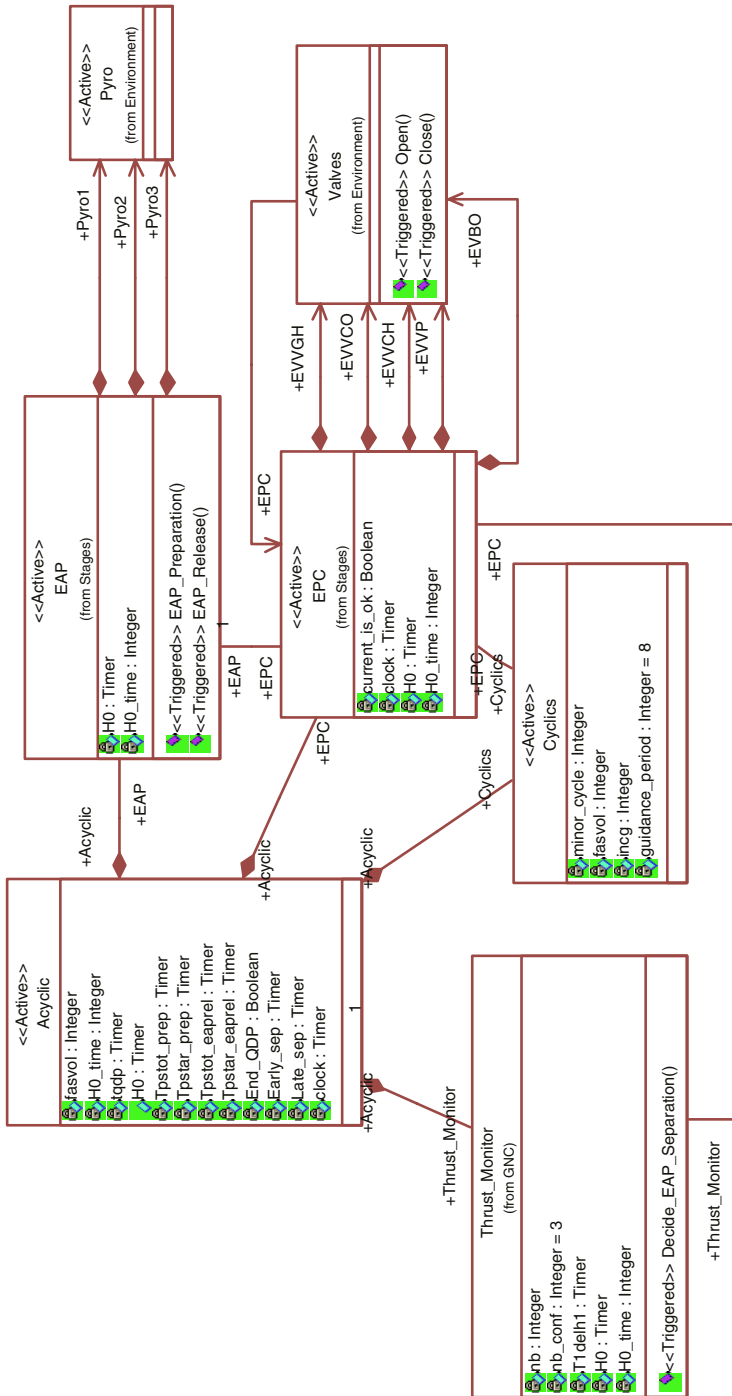 <<Active>>
Pyro
(from Environment)
+Pyro1
+Pyro2
+Pyro3
<<Active>>
EAP
(from Stages)
H0 : Timer
H0_time : Integer
<<Triggered>> EAP_Preparation()
<<Triggered>> EAP_Release()
1
+EAP
+EPC
+EAP
+Acyclic
<<Active>>
Valves
(from Environment)
<<Triggered>> Open()
<<Triggered>> Close()
+EVVGH
+EVVCO
+EVVCH
+EVVP
+EVBO
+EPC
<<Active>>
EPC
(from Stages)
current_is_ok : Boolean
clock : Timer
H0 : Timer
H0_time : Integer
+EPC
+EPC
+EPC
+Cyclics
<<Active>>
Cyclics
minor_cycle : Integer
fasvol : Integer
incg : Integer
guidance_period : Integer = 8
+Cyclics
<<Active>>
Acyclic
fasvol : Integer
H0_time : Integer
tqdp : Timer
H0 : Timer
Tpstot_prep : Timer
Tpstar_prep : Timer
Tpstot_eaprel : Timer
Tpstar_eaprel : Timer
End_QDP : Boolean
Early_sep : Timer
Late_sep : Timer
clock : Timer
1
+Acyclic
+Acyclic
+Acyclic
+Thrust_Monitor
Thrust_Monitor
(from GNC)
nb : Integer
nb_conf : Integer = 3
T1delh1 : Timer
H0 : Timer
H0_time : Integer
<<Triggered>> Decide_EAP_Separation()
+Thrust_Monitor